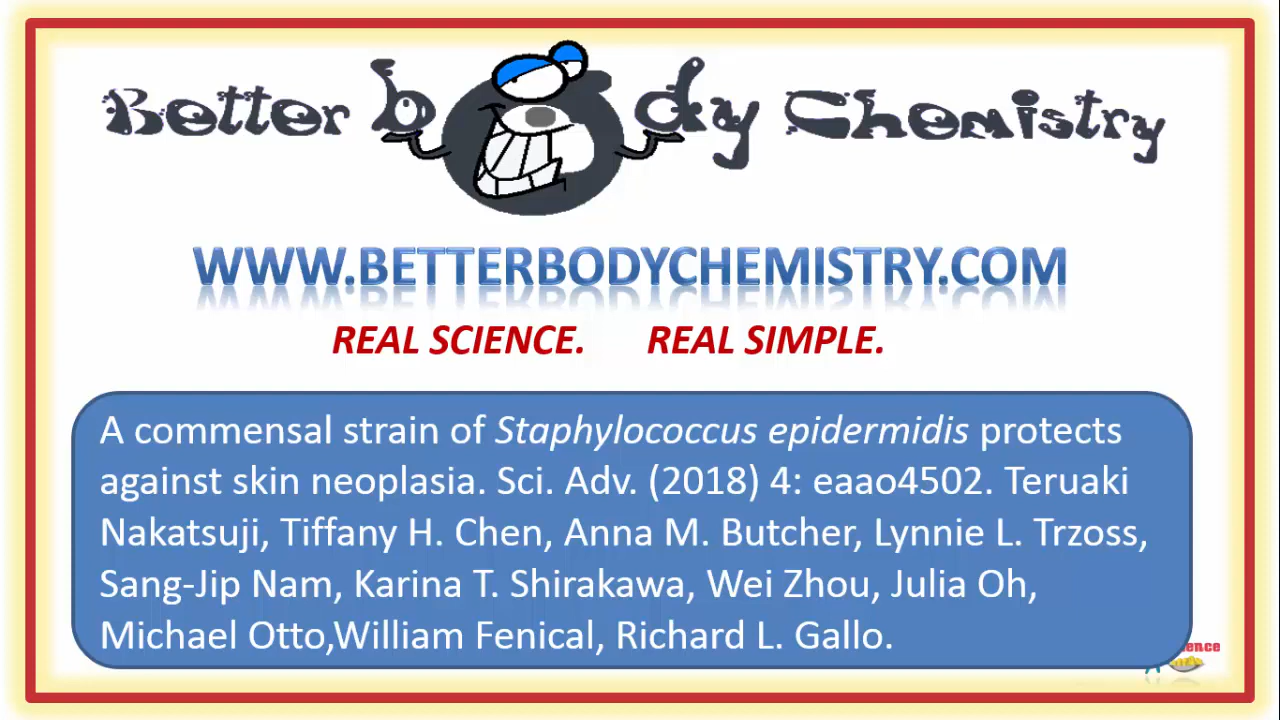 Better body Chemistry
WWW.BETTERBODYCHEMISTRY.COM
REAL SCIENCE. REAL SIMPLE.
A commensal strain of Staphylococcus epidermidis protects
against skin neoplasia. Sci. Adv. (2018) 4: eaao4502. Teruaki
Nakatsuji, Tiffany H. Chen, Anna M. Butcher, Lynnie L. Trzoss,
Sang-Jip Nam, Karina T. Shirakawa, Wei Zhou, Julia Oh,
Michael Otto,William Fenical, Richard L. Gallo.